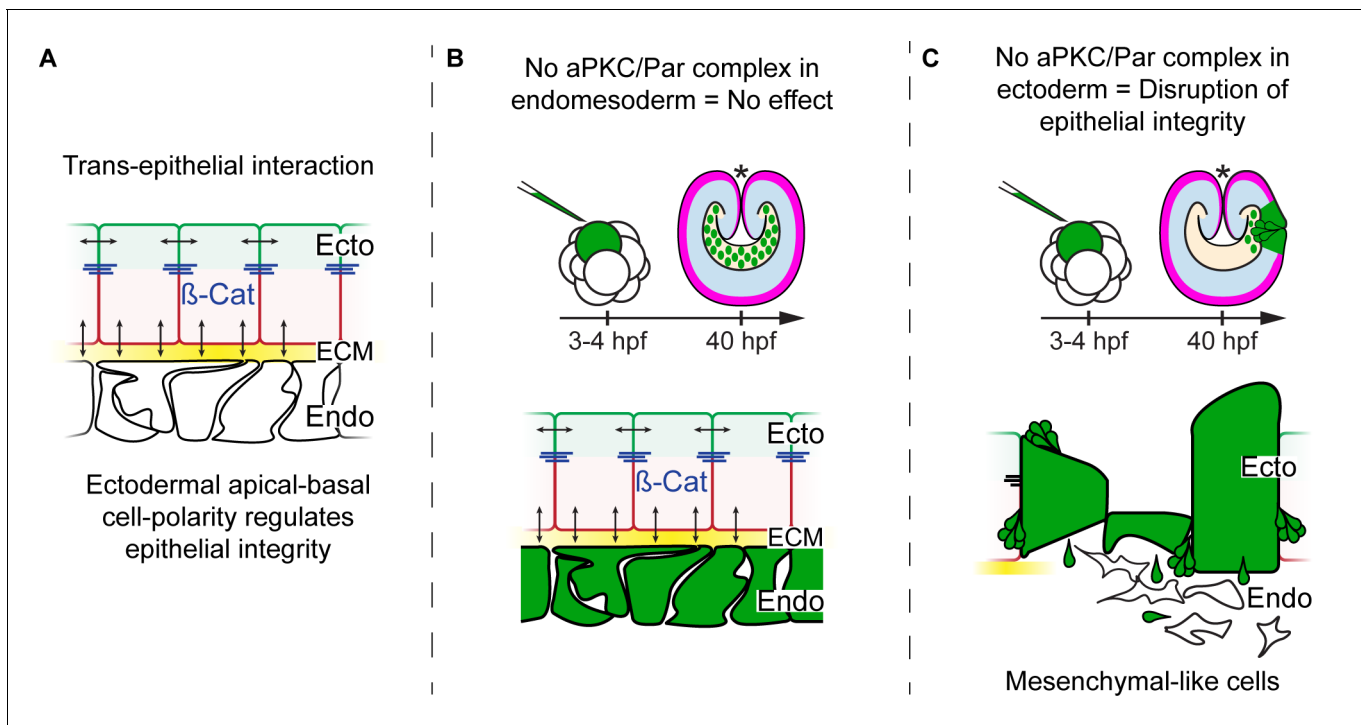 A
Trans-epithelial interaction
Ecto
ß-Cat
ECM
Endo
Ectodermal apical-basal
cell-polarity regulates
epithelial integrity
B
No aPKC/Par complex in
endomesoderm = No effect
*
3-4 hpf
40 hpf
Ecto
ß-Cat
ECM
Endo
C
No aPKC/Par complex in
ectoderm = Disruption of
epithelial integrity
*
3-4 hpf
40 hpf
Ecto
Endo
Mesenchymal-like cells